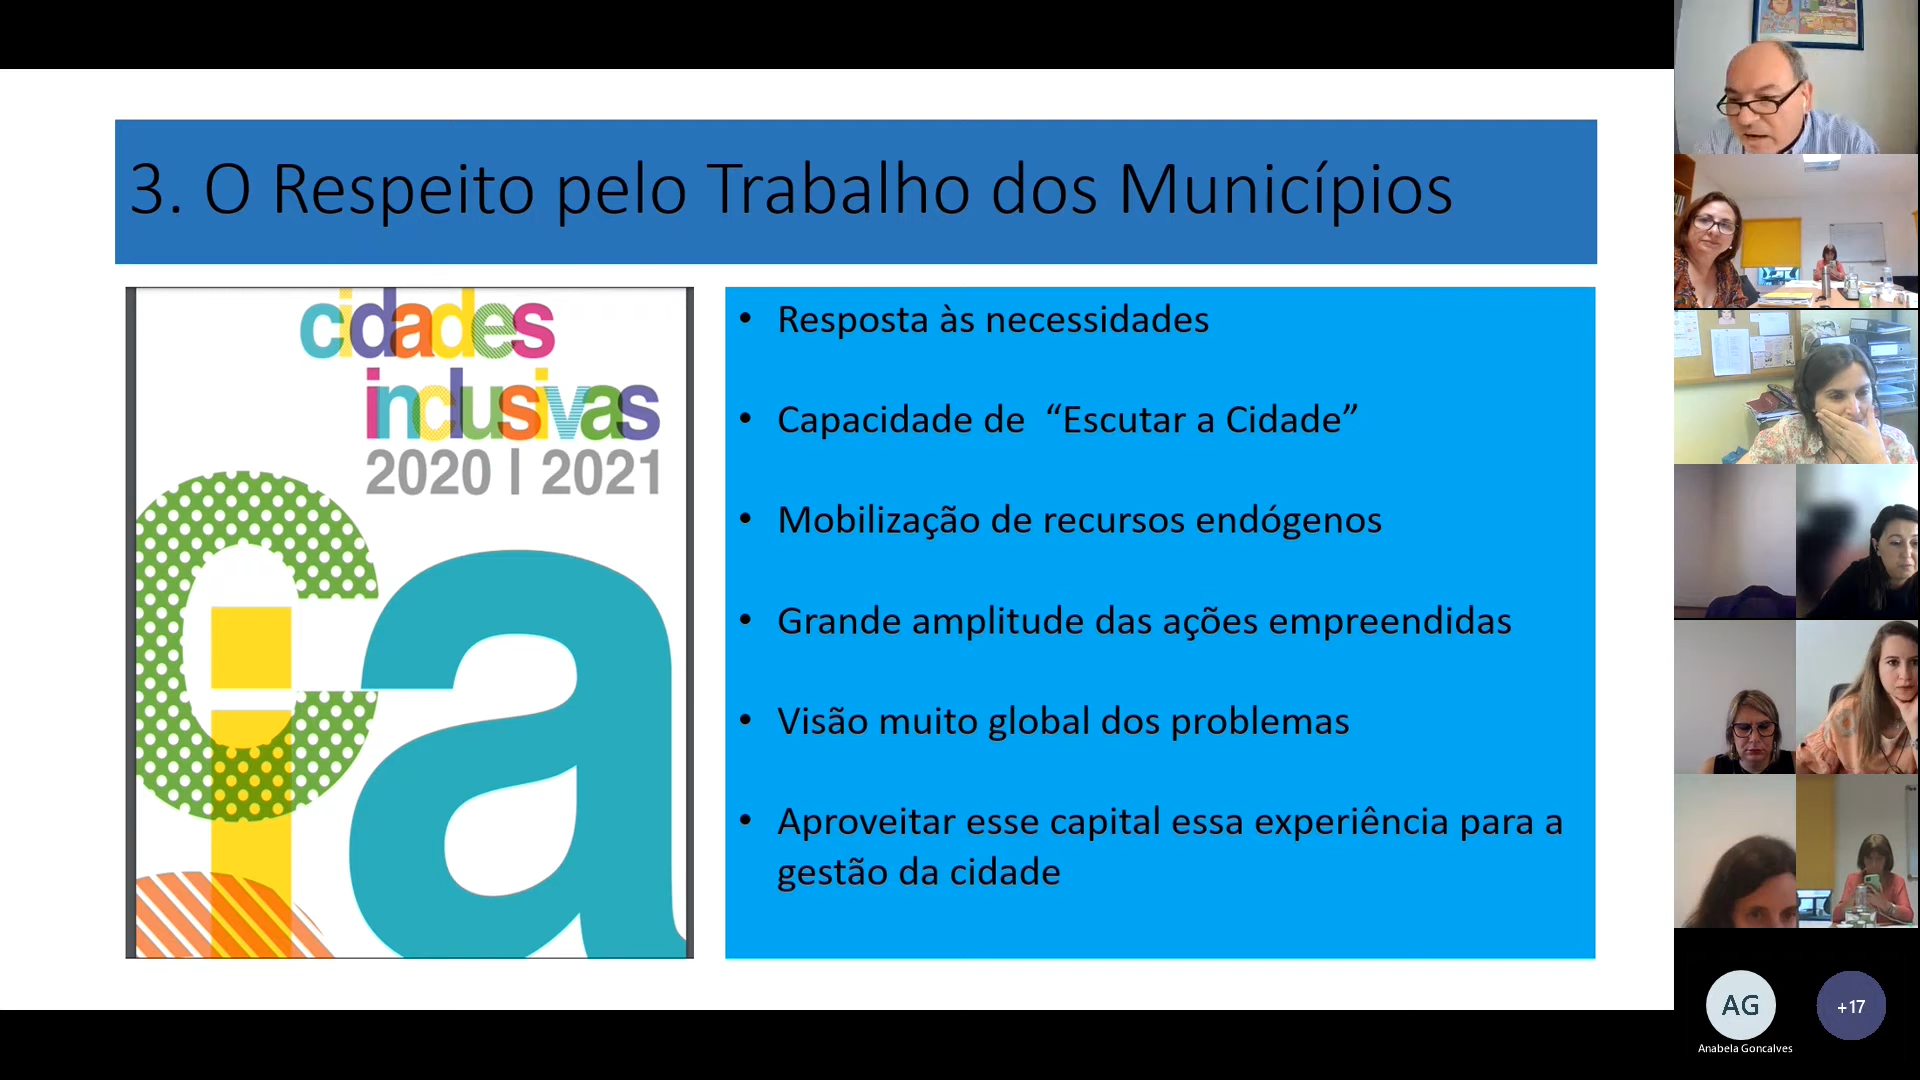 3. O Respeito pelo Trabalho dos Municípios
cidades
inclusivas
2020 | 2021
cia
• Resposta às necessidades
• Capacidade de “Escutar a Cidade”
• Mobilização de recursos endógenos
• Grande amplitude das ações empreendidas
• Visão muito global dos problemas
• Aproveitar esse capital essa experiência para a
gestão da cidade
AG
+17
Anabela Goncalves